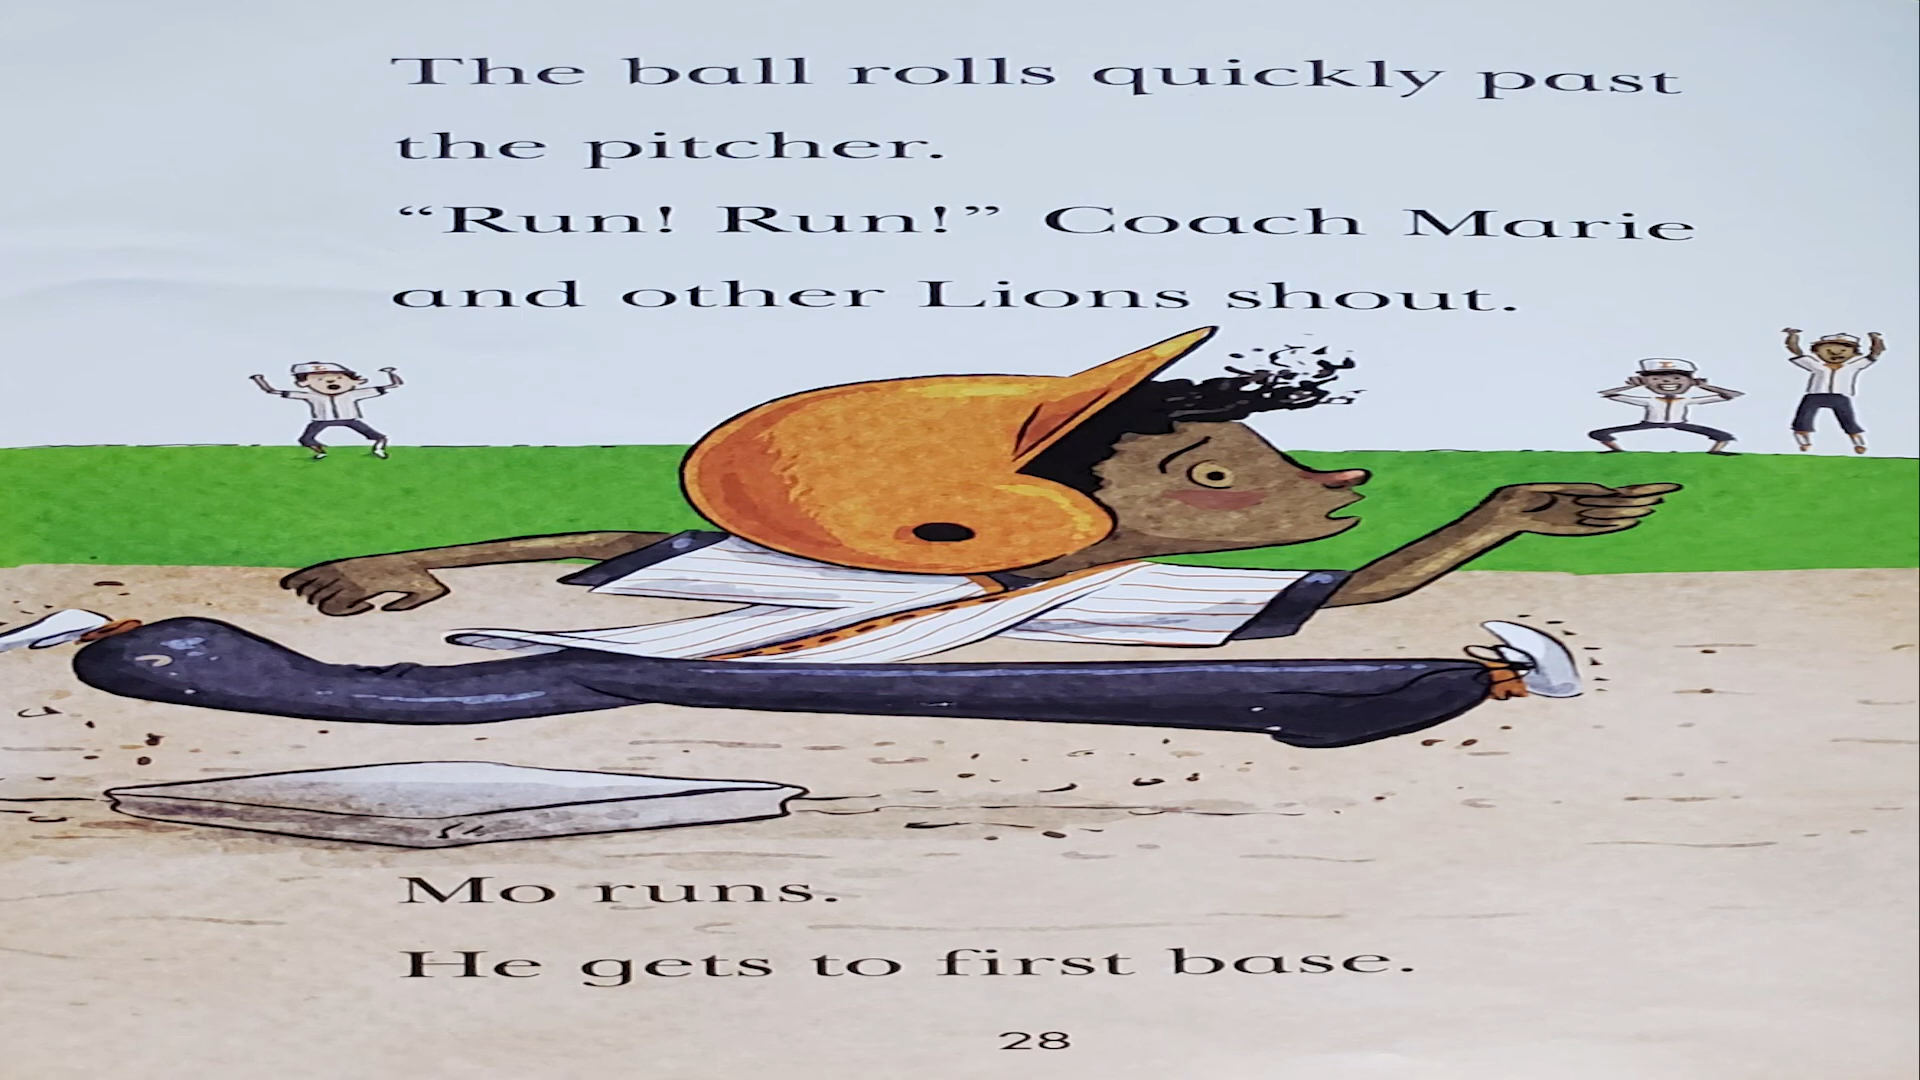 The ball rolls quickly past
the pitcher.
“Run! Run!” Coach Marie
and other Lions shout.
Mo runs.
He gets to first base.
28